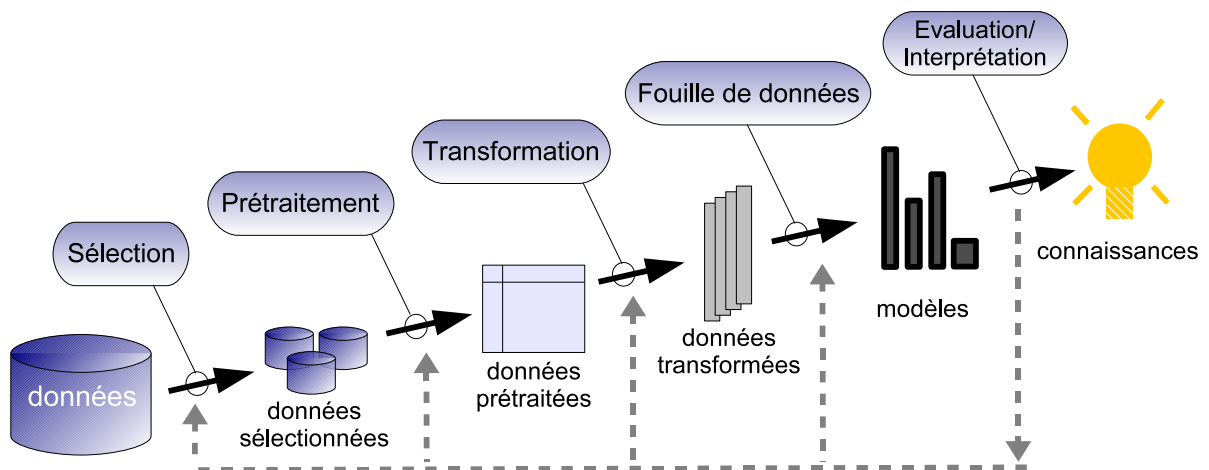 Evaluation/
Interprétation
Fouille de données
Transformation
Prétraitement
Sélection
données
données
sélectionnées
données
prétraitées
données
transformées
modèles
connaissances